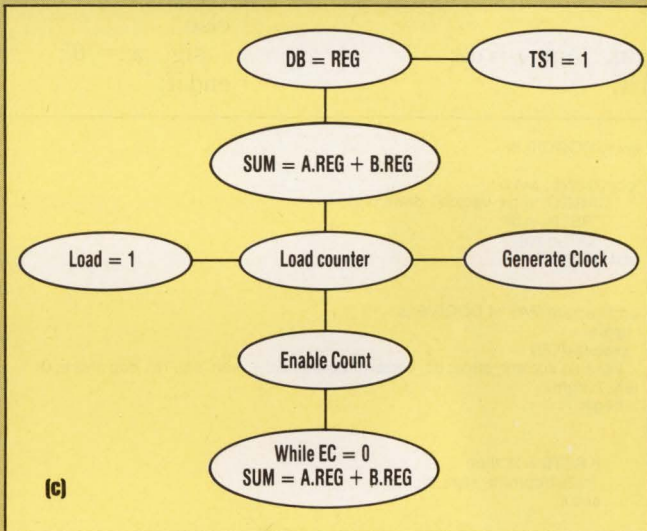 DB = REG
TS1 = 1
SUM = A.REG + B.REG
Load = 1
Load counter
Generate Clock
Enable Count
While EC = 0
SUM = A.REG + B.REG
(c)